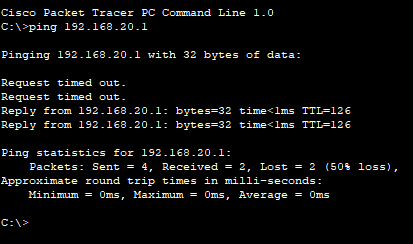 Cisco Packet Tracer PC Command Line 1.0
C:\>ping 192.168.20.1
Pinging 192.168.20.1 with 32 bytes of data:
Request timed out.
Request timed out.
Reply from 192.168.20.1: bytes=32 time<1ms TTL=126
Reply from 192.168.20.1: bytes=32 time<1ms TTL=126
Ping statistics for 192.168.20.1:
Packets: Sent = 4, Received = 2, Lost = 2 (50% loss),
Approximate round trip times in milli-seconds:
Minimum = 0ms, Maximum = 0ms, Average = 0ms
C:\>